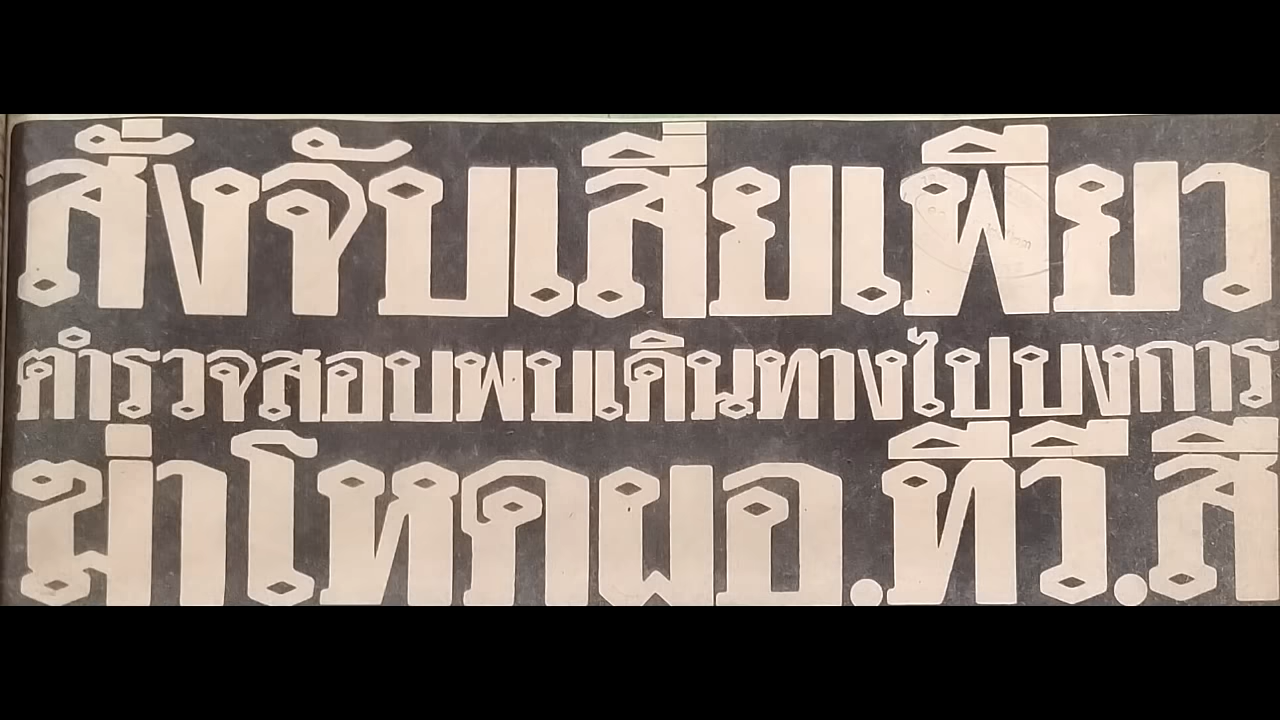 สั่งจับเสี่ยเพียว
ตำรวจสอบพบเดินทางไปบงการ
ฆ่าโหดผอ.ทีวี.สี